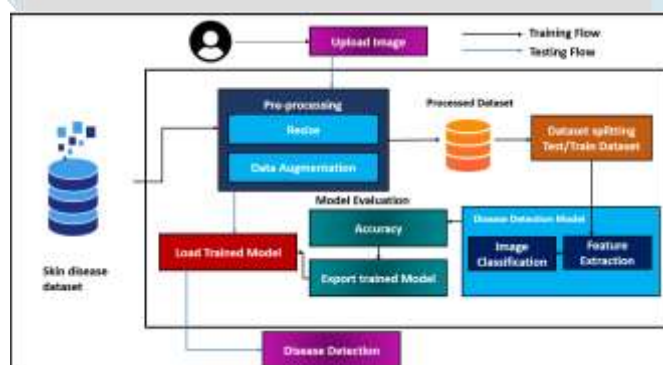 Upload Image
Training Flow
Testing Flow
Pre-processing
Resize
Data Augmentation
Processed Dataset
Dataset splitting
Test/Train Dataset
Model Evaluation
Accuracy
Export trained Model
Load Trained Model
Disease Detection Model
Image
Classification
Feature
Extraction
Skin disease
dataset
Disease Detection